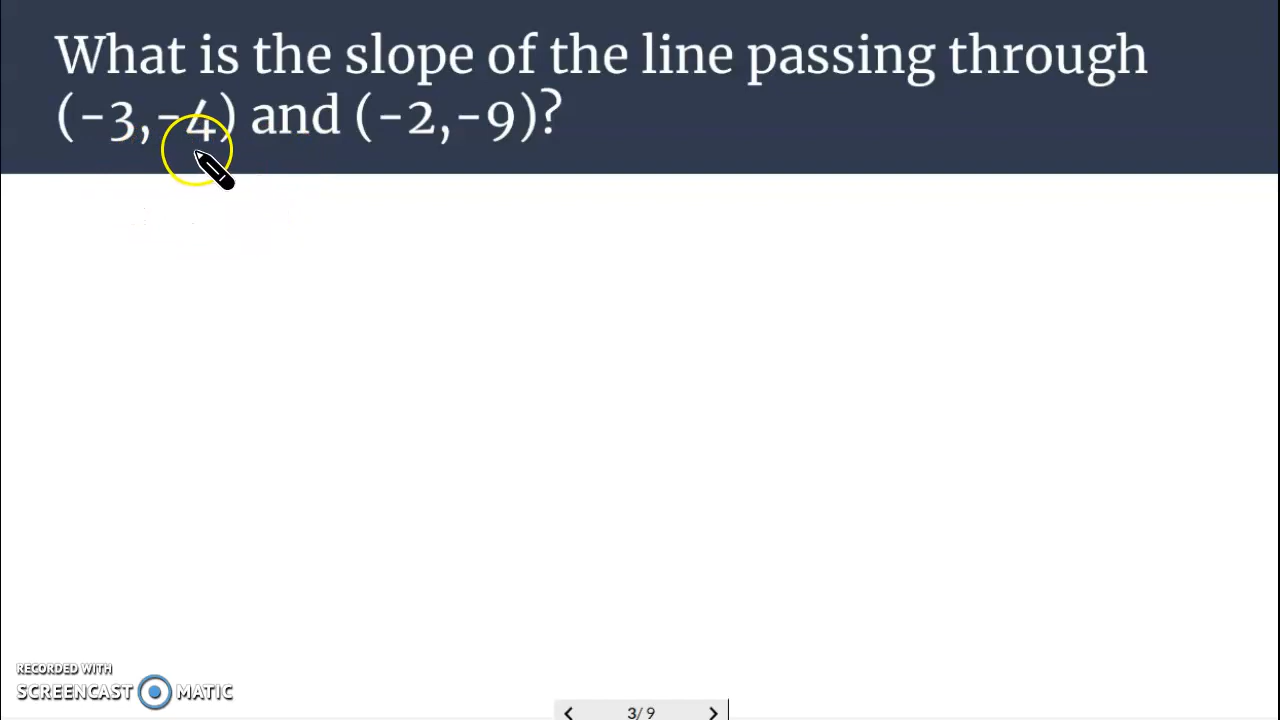 What is the slope of the line passing through
(-3,-4) and (-2,-9)?
RECORDED WITH
SCREENCAST MATIC
3/ 9